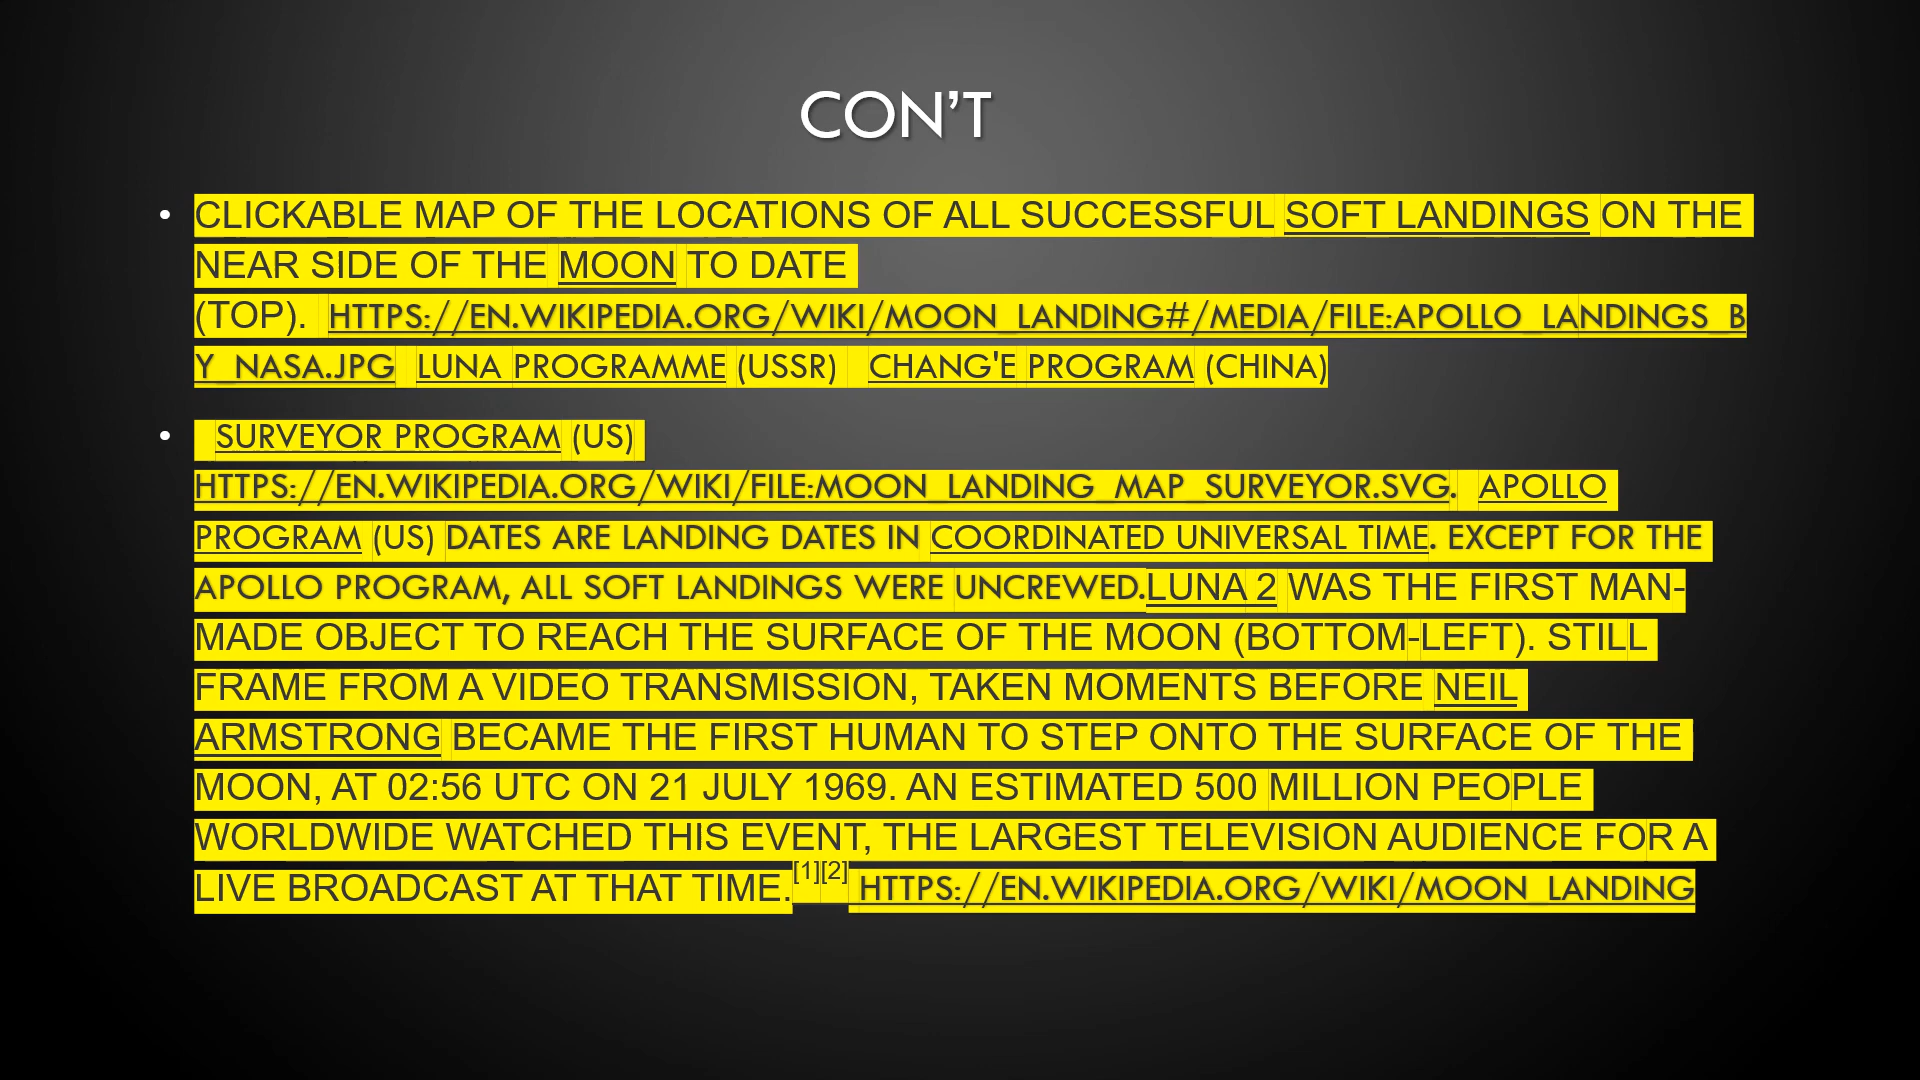 CON’T
• CLICKABLE MAP OF THE LOCATIONS OF ALL SUCCESSFUL SOFT LANDINGS ON THE
NEAR SIDE OF THE MOON TO DATE
(TOP). HTTPS://EN.WIKIPEDIA.ORG/WIKI/MOON_LANDING#/MEDIA/FILE:APOLLO_LANDINGS_B
Y_NASA.JPG LUNA PROGRAMME (USSR) CHANG'E PROGRAM (CHINA)
• SURVEYOR PROGRAM (US)
HTTPS://EN.WIKIPEDIA.ORG/WIKI/FILE:MOON_LANDING_MAP_SURVEYOR.SVG. APOLLO
PROGRAM (US) DATES ARE LANDING DATES IN COORDINATED UNIVERSAL TIME. EXCEPT FOR THE
APOLLO PROGRAM, ALL SOFT LANDINGS WERE UNCREWED.LUNA 2 WAS THE FIRST MAN-
MADE OBJECT TO REACH THE SURFACE OF THE MOON (BOTTOM-LEFT). STILL
FRAME FROM A VIDEO TRANSMISSION, TAKEN MOMENTS BEFORE NEIL
ARMSTRONG BECAME THE FIRST HUMAN TO STEP ONTO THE SURFACE OF THE
MOON, AT 02:56 UTC ON 21 JULY 1969. AN ESTIMATED 500 MILLION PEOPLE
WORLDWIDE WATCHED THIS EVENT, THE LARGEST TELEVISION AUDIENCE FOR A
LIVE BROADCAST AT THAT TIME.[1][2] HTTPS://EN.WIKIPEDIA.ORG/WIKI/MOON_LANDING